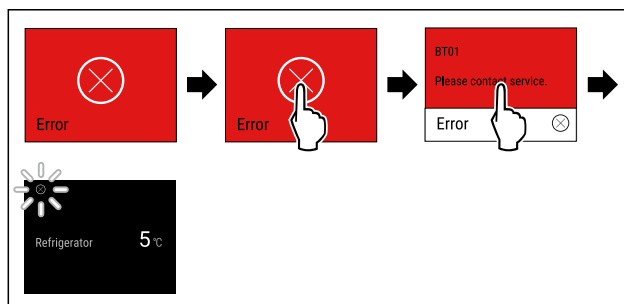 Error
Error
BT01
Please contact service.
Error
Refrigerator 5 °C